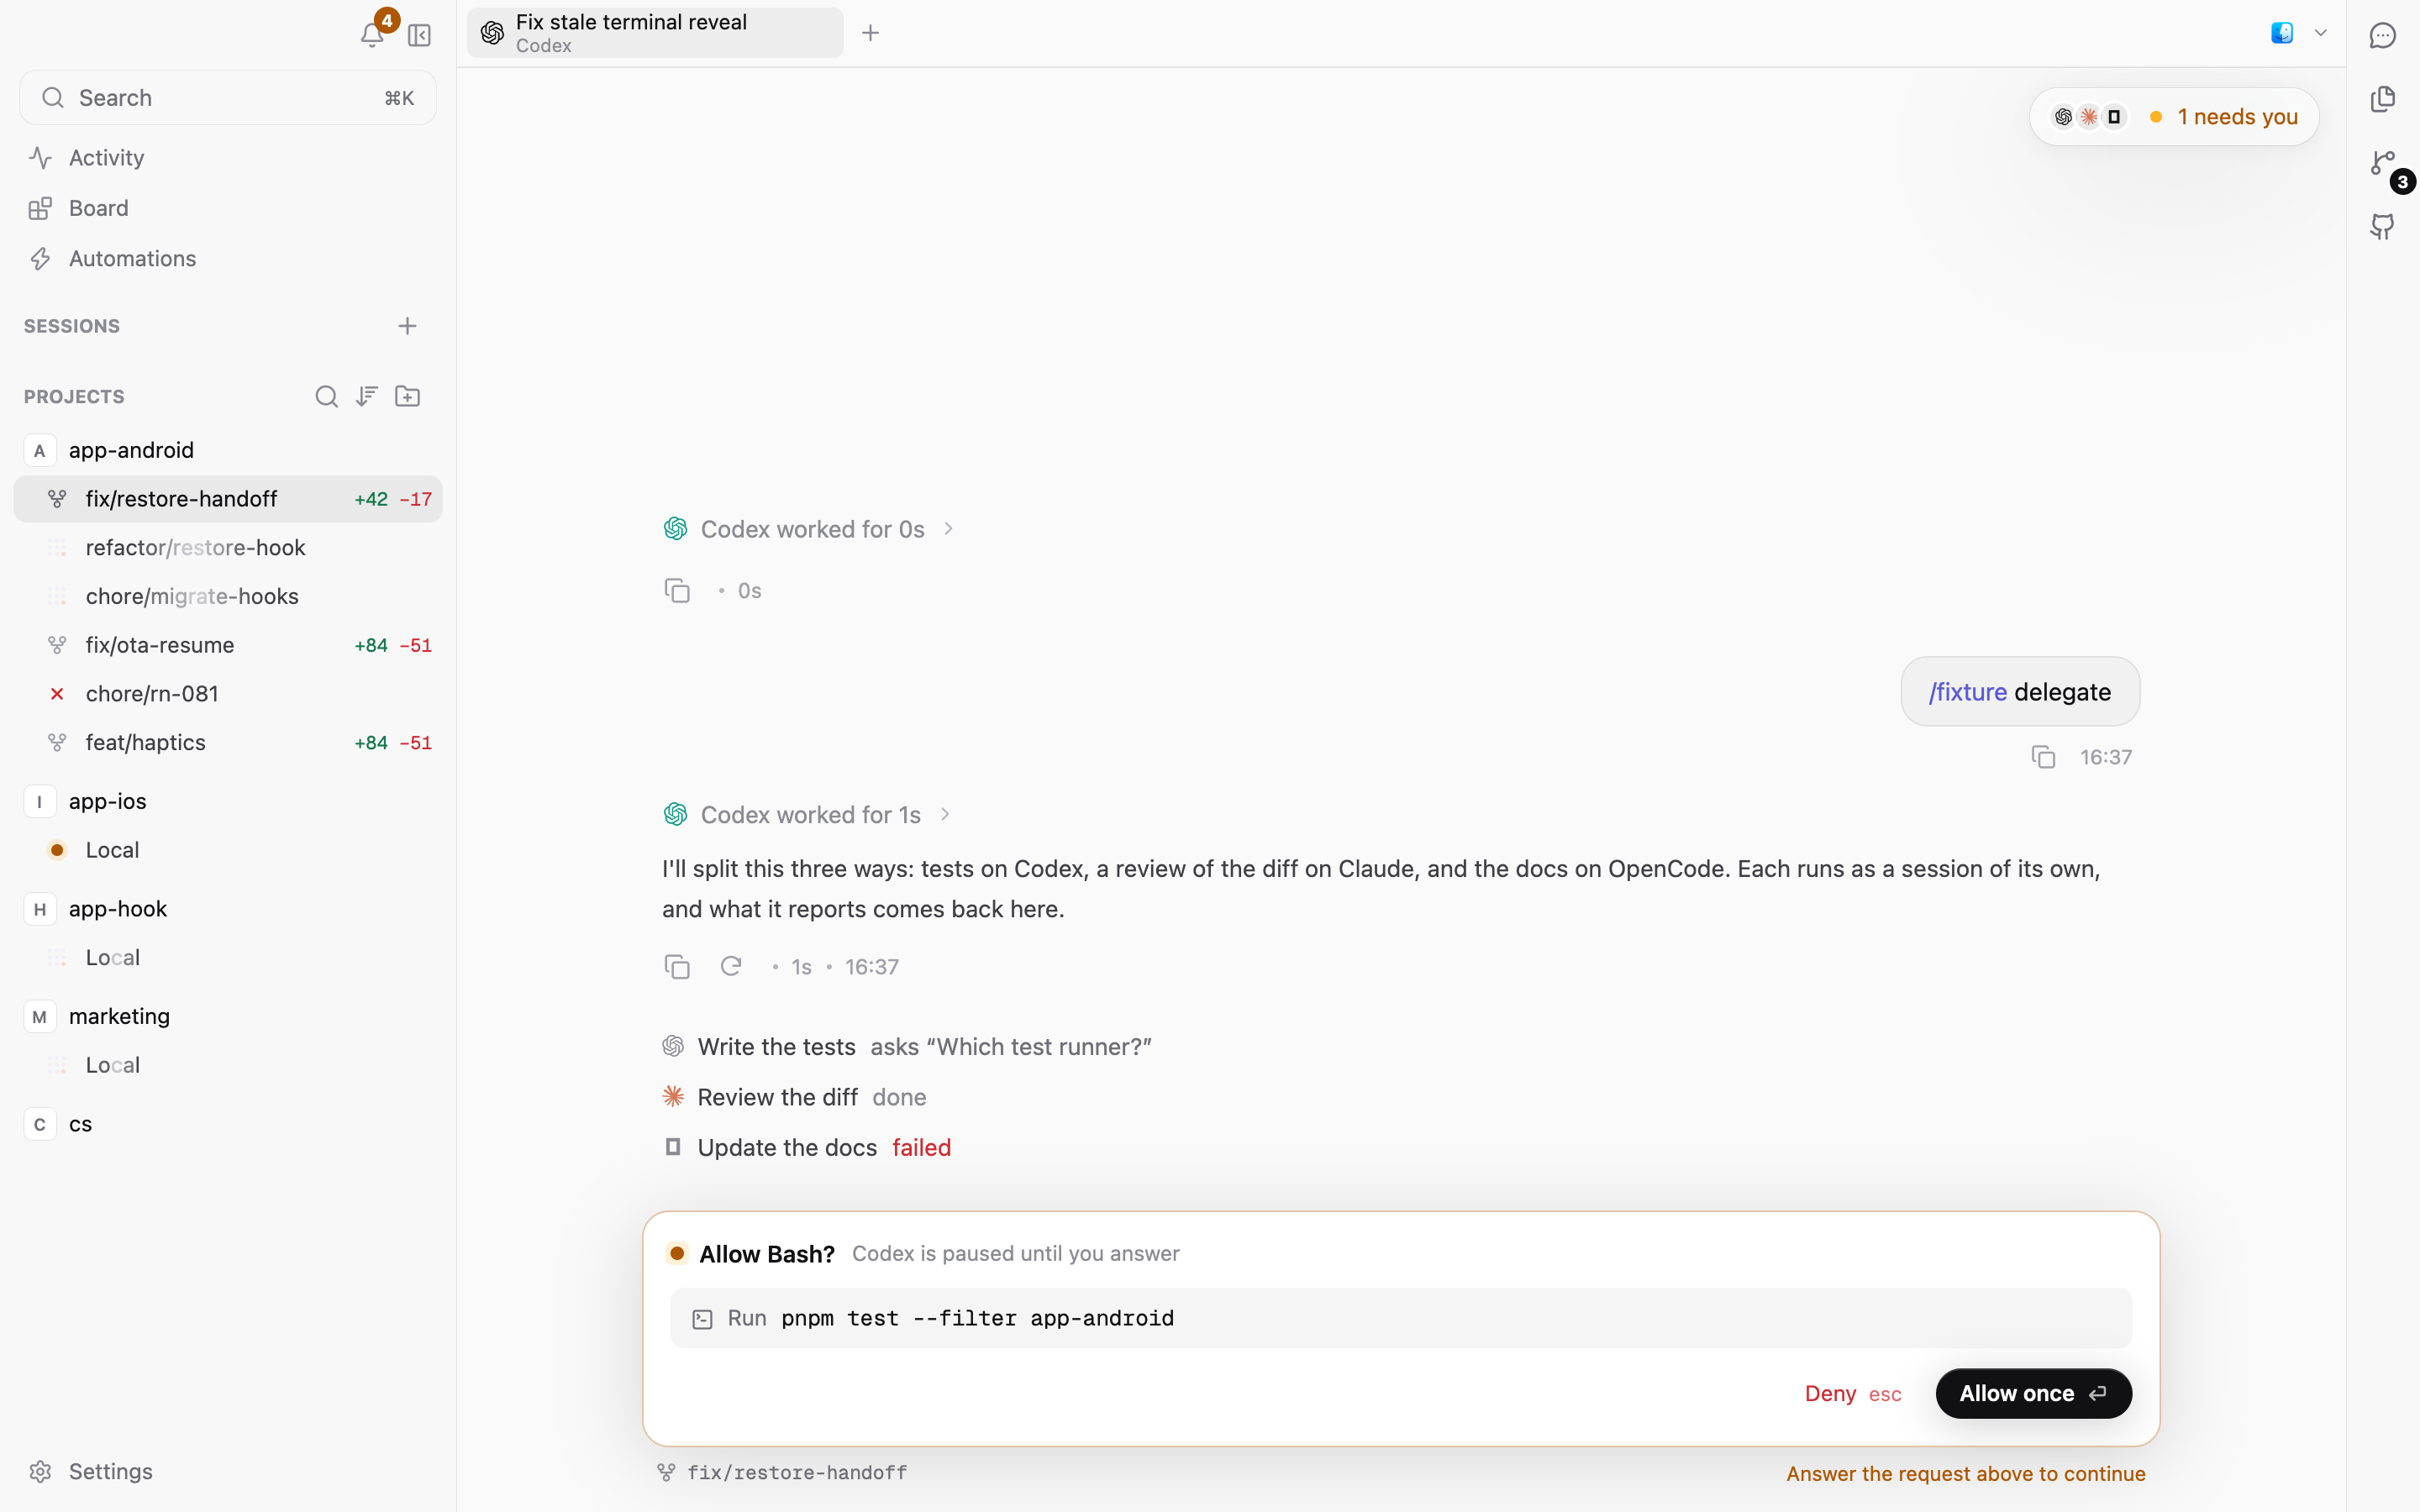 4
Search ⌘K
Activity
Board
Automations
SESSIONS
PROJECTS
A app-android
fix/restore-handoff +42 −17
refactor/restore-hook
chore/migrate-hooks
fix/ota-resume +84 −51
chore/rn-081
feat/haptics +84 −51
I app-ios
Local
H app-hook
Local
M marketing
Local
C cs
Settings
Fix stale terminal reveal
Codex
1 needs you
3
Codex worked for 0s
• 0s
/fixture delegate
16:37
Codex worked for 1s
I'll split this three ways: tests on Codex, a review of the diff on Claude, and the docs on OpenCode. Each runs as a session of its own,
and what it reports comes back here.
• 1s • 16:37
Write the tests asks “Which test runner?”
Review the diff done
Update the docs failed
Allow Bash? Codex is paused until you answer
Run pnpm test --filter app-android
Deny esc Allow once
fix/restore-handoff
Answer the request above to continue